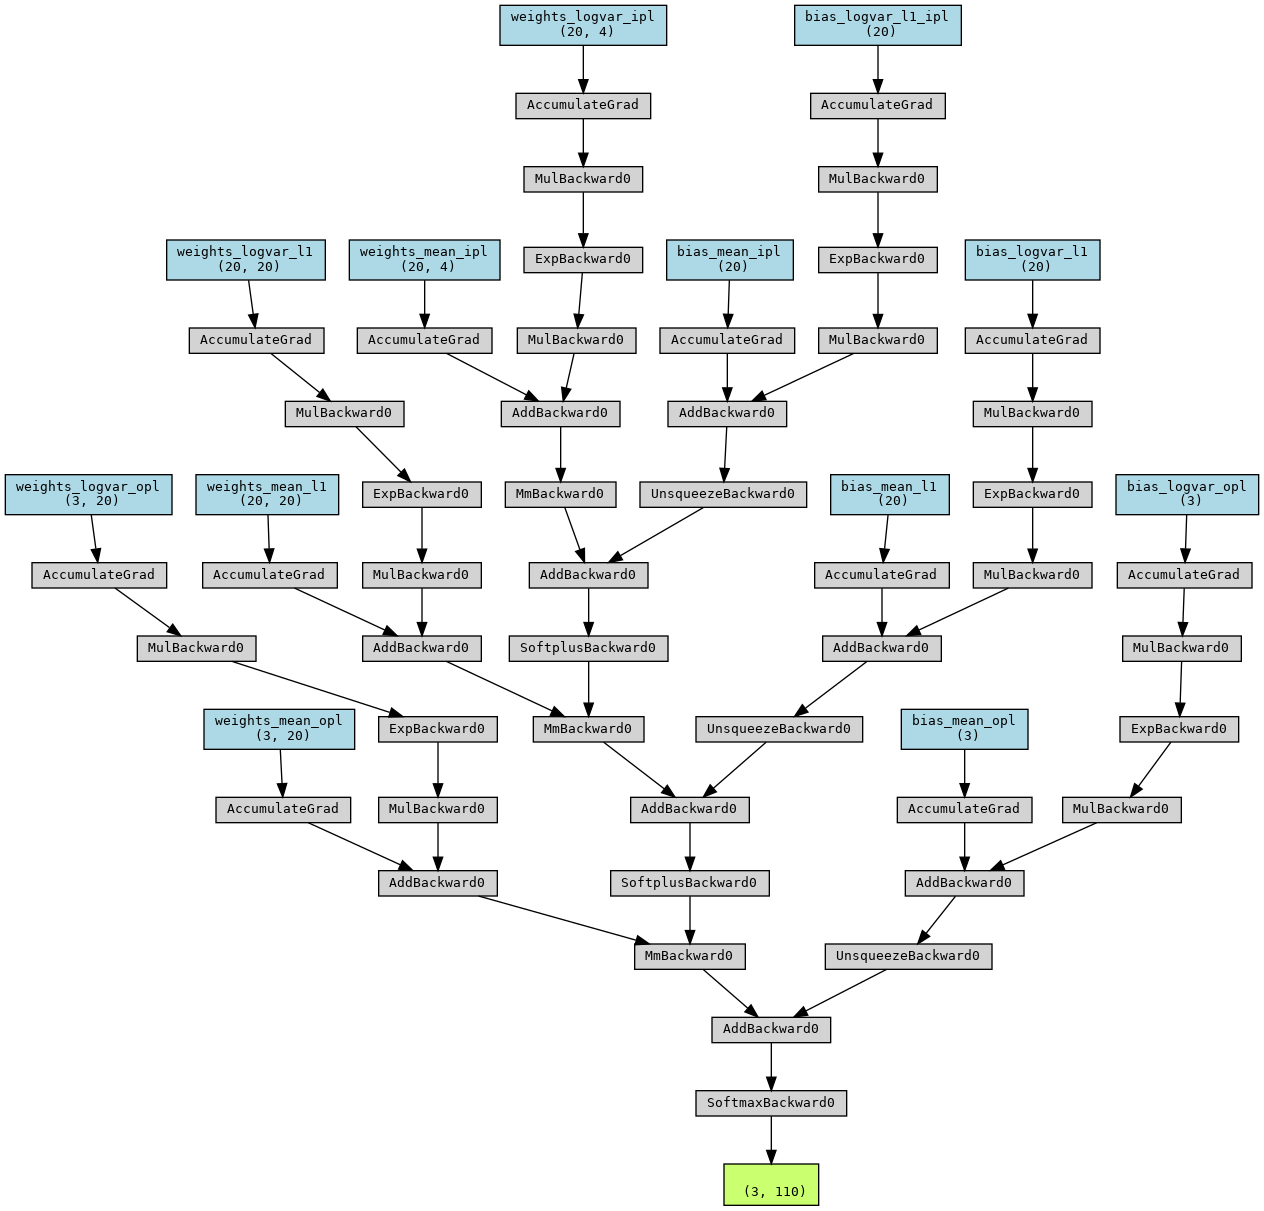 weights_logvar_ipl
(20, 4)
bias_logvar_l1_ipl
(20)
AccumulateGrad
AccumulateGrad
MulBackward0
MulBackward0
weights_logvar_l1
(20, 20)
weights_mean_ipl
(20, 4)
ExpBackward0
bias_mean_ipl
(20)
ExpBackward0
bias_logvar_l1
(20)
AccumulateGrad
AccumulateGrad
MulBackward0
AccumulateGrad
MulBackward0
AccumulateGrad
MulBackward0
AddBackward0
AddBackward0
MulBackward0
weights_logvar_opl
(3, 20)
weights_mean_l1
(20, 20)
ExpBackward0
MmBackward0
UnsqueezeBackward0
bias_mean_l1
(20)
ExpBackward0
bias_logvar_opl
(3)
AccumulateGrad
AccumulateGrad
MulBackward0
AddBackward0
AccumulateGrad
MulBackward0
AccumulateGrad
MulBackward0
AddBackward0
SoftplusBackward0
AddBackward0
MulBackward0
weights_mean_opl
(3, 20)
ExpBackward0
MmBackward0
UnsqueezeBackward0
bias_mean_opl
(3)
ExpBackward0
AccumulateGrad
MulBackward0
AddBackward0
AccumulateGrad
MulBackward0
AddBackward0
SoftplusBackward0
AddBackward0
MmBackward0
UnsqueezeBackward0
AddBackward0
SoftmaxBackward0
(3, 110)